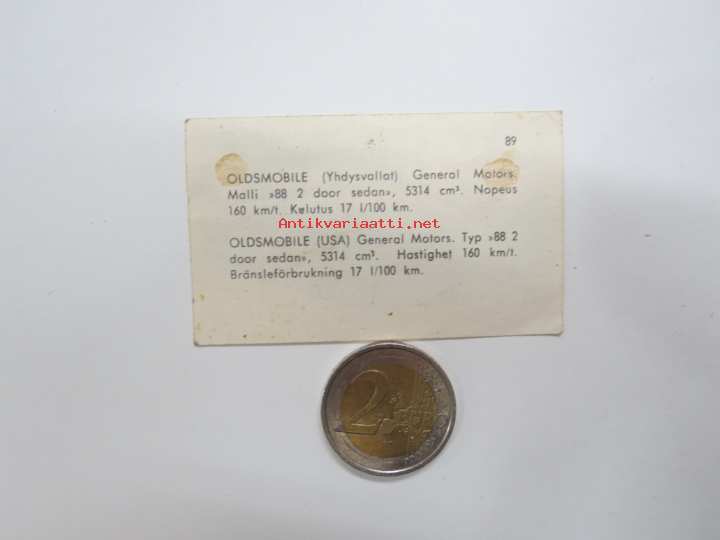 89
OLDSMOBILE (Yhdysvallat) General Motors.
Malli »88 2 door sedan», 5314 cm³. Nopeus
160 km/t. Kulutus 17 l/100 km.
Antikvariaatti.net
OLDSMOBILE (USA) General Motors. Typ »88 2
door sedan», 5314 cm³. Hastighet 160 km/t.
Bränsleförbrukning 17 l/100 km.
2